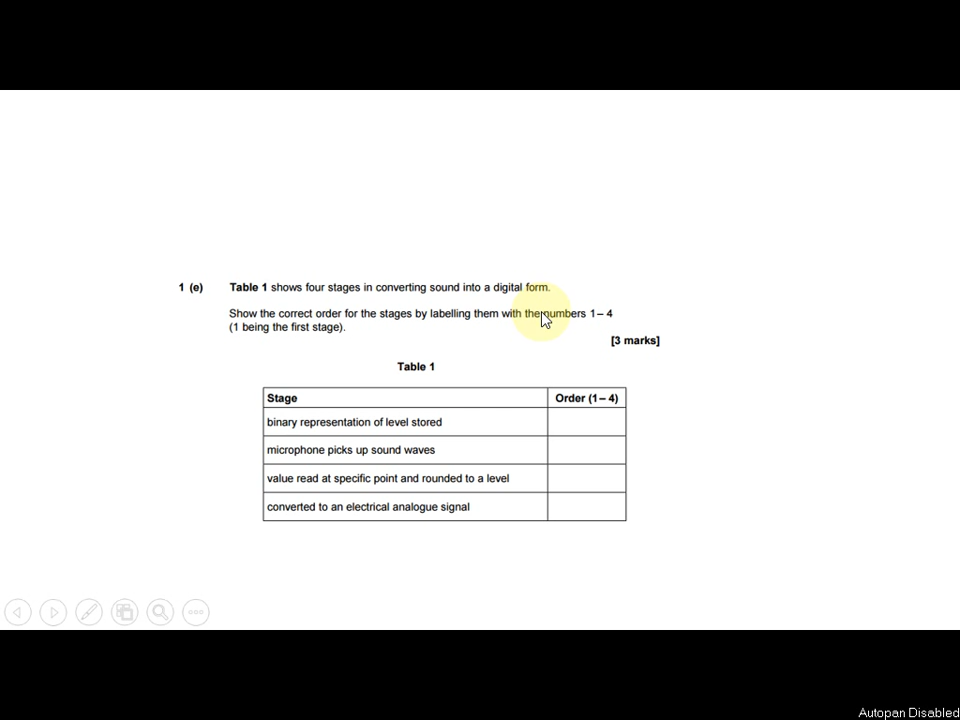 1 (e) Table 1 shows four stages in converting sound into a digital form.
Show the correct order for the stages by labelling them with the numbers 1 – 4
(1 being the first stage).
[3 marks]
Table 1
Stage Order (1 – 4)
binary representation of level stored
microphone picks up sound waves
value read at specific point and rounded to a level
converted to an electrical analogue signal
Autopan Disabled